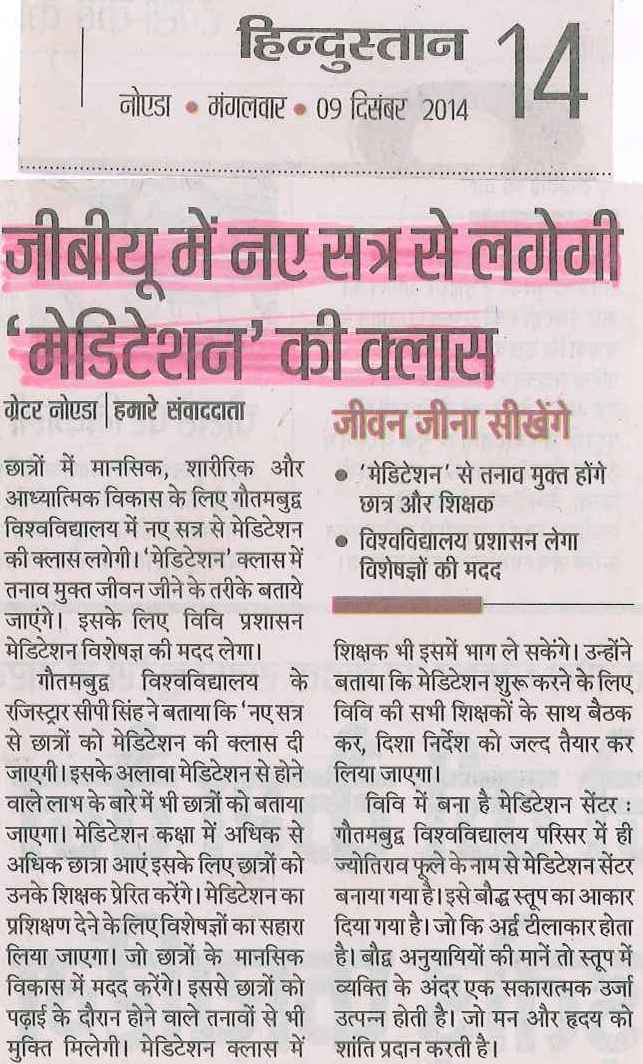 हिन्दुस्तान
14
नोएडा • मंगलवार • 09 दिसंबर 2014
जीबीयू में नए सत्र से लगेगी
‘मेडिटेशन’ की क्लास
ग्रेटर नोएडा | हमारे संवाददाता
छात्रों में मानसिक, शारीरिक और
आध्यात्मिक विकास के लिए गौतमबुद्व
विश्वविद्यालय में नए सत्र से मेडिटेशन
की क्लास लगेगी। ‘मेडिटेशन’ क्लास में
तनाव मुक्त जीवन जीने के तरीके बताये
जाएंगे। इसके लिए विवि प्रशासन
मेडिटेशन विशेषज्ञ की मदद लेगा।
गौतमबुद्व विश्वविद्यालय के
रजिस्ट्रार सीपी सिंह ने बताया कि ‘नए सत्र
से छात्रों को मेडिटेशन की क्लास दी
जाएगी। इसके अलावा मेडिटेशन से होने
वाले लाभ के बारे में भी छात्रों को बताया
जाएगा। मेडिटेशन कक्षा में अधिक से
अधिक छात्रा आएं इसके लिए छात्रों को
उनके शिक्षक प्रेरित करेंगे। मेडिटेशन का
प्रशिक्षण देने के लिए विशेषज्ञों का सहारा
लिया जाएगा। जो छात्रों के मानसिक
विकास में मदद करेंगे। इससे छात्रों को
पढ़ाई के दौरान होने वाले तनावों से भी
मुक्ति मिलेगी। मेडिटेशन क्लास में
जीवन जीना सीखेंगे
• ‘मेडिटेशन’ से तनाव मुक्त होंगे
छात्र और शिक्षक
• विश्वविद्यालय प्रशासन लेगा
विशेषज्ञों की मदद
शिक्षक भी इसमें भाग ले सकेंगे। उन्होंने
बताया कि मेडिटेशन शुरू करने के लिए
विवि की सभी शिक्षकों के साथ बैठक
कर, दिशा निर्देश को जल्द तैयार कर
लिया जाएगा।
विवि में बना है मेडिटेशन सेंटर :
गौतमबुद्व विश्वविद्यालय परिसर में ही
ज्योतिराव फूले के नाम से मेडिटेशन सेंटर
बनाया गया है। इसे बौद्ध स्तूप का आकार
दिया गया है। जो कि अर्द्व टीलाकार होता
है। बौद्व अनुयायियों की मानें तो स्तूप में
व्यक्ति के अंदर एक सकारात्मक उर्जा
उत्पन्न होती है। जो मन और हृदय को
शांति प्रदान करती है।